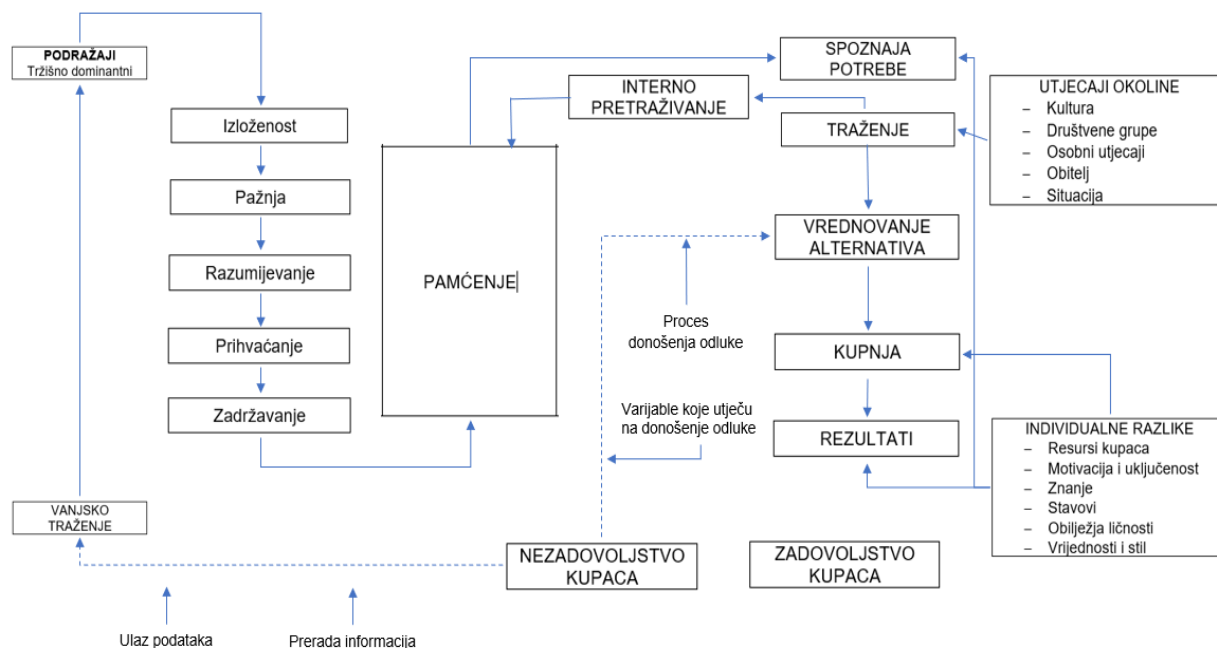 PODRAŽAJI
Tržišno dominantni
Izloženost
Pažnja
Razumijevanje
Prihvaćanje
Zadržavanje
VANJSKO
TRAŽENJE
PAMĆENJE
INTERNO
PRETRAŽIVANJE
SPOZNAJA
POTREBE
TRAŽENJE
VREDNOVANJE
ALTERNATIVA
KUPNJA
REZULTATI
Proces
donošenja odluke
Varijable koje utječu
na donošenje odluke
UTJECAJI OKOLINE
– Kultura
– Društvene grupe
– Osobni utjecaji
– Obitelj
– Situacija
INDIVIDUALNE RAZLIKE
– Resursi kupaca
– Motivacija i uključenost
– Znanje
– Stavovi
– Obilježja ličnosti
– Vrijednosti i stil
NEZADOVOLJSTVO
KUPACA
ZADOVOLJSTVO
KUPACA
Ulaz podataka
Prerada informacija